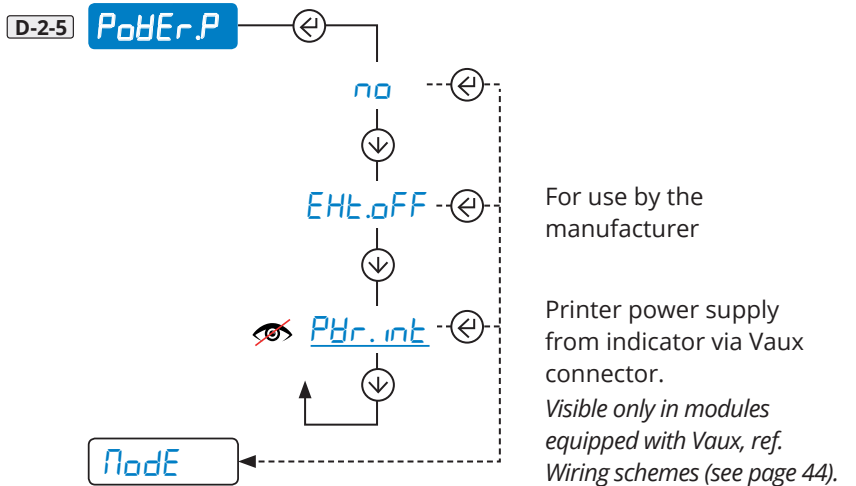 D-2-5 PoWEr.P
no
EXt.oFF
For use by the
manufacturer
PWr.int
Printer power supply
from indicator via Vaux
connector.
Visible only in modules
equipped with Vaux, ref.
Wiring schemes (see page 44).
ModE